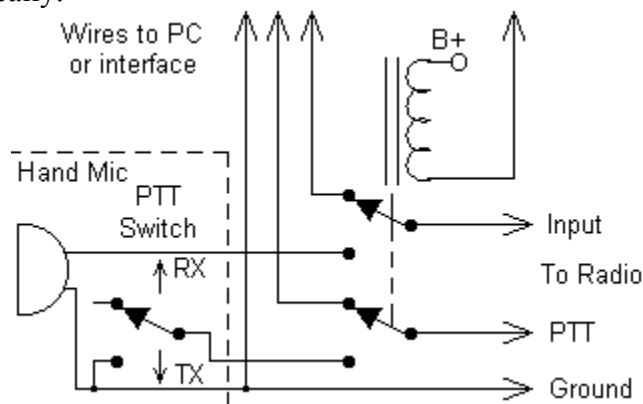 Wires to PC
or interface
B+
Hand Mic
PTT
Switch
RX
TX
Input
To Radio
PTT
Ground